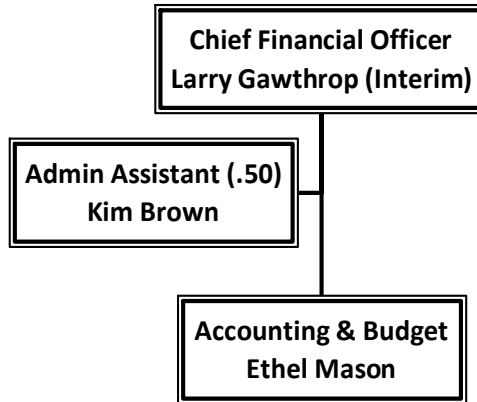 Chief Financial Officer
Larry Gawthrop (Interim)
Admin Assistant (.50)
Kim Brown
Accounting & Budget
Ethel Mason